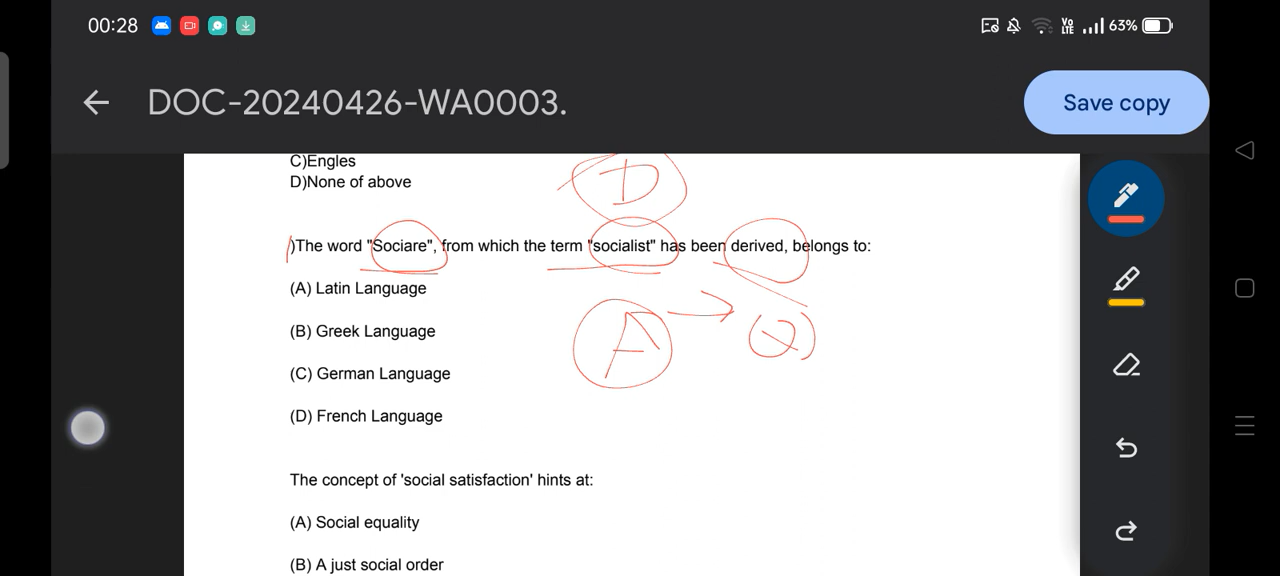 00:28 Vo LTE 63%
DOC-20240426-WA0003. Save copy
C)Engles
D)None of above
D
)The word "Sociare", from which the term "socialist" has been derived, belongs to:
(A) Latin Language
(B) Greek Language
A
(C) German Language
(D) French Language
The concept of 'social satisfaction' hints at:
(A) Social equality
(B) A just social order